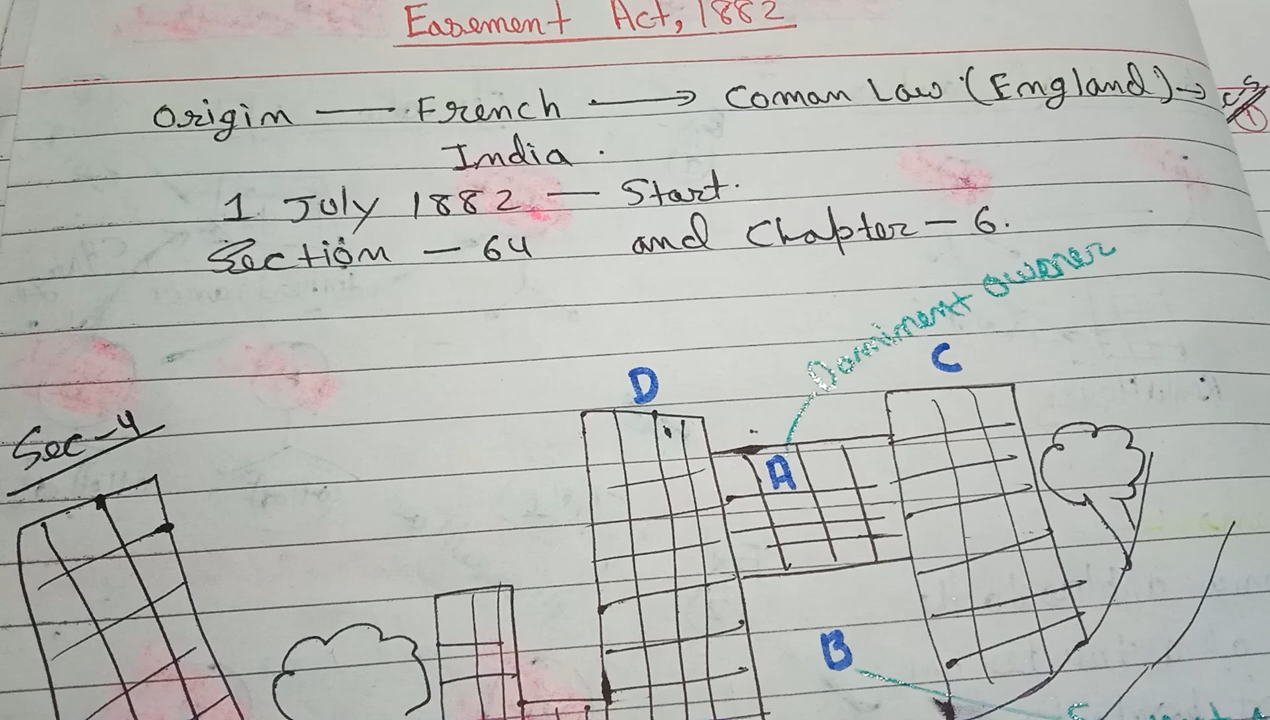 Easement Act, 1882
Origin — French → Coman Law (England) →
India.
1 July 1882 — Start.
Section — 64 and Chapter — 6.
Dominent owner
D
C
Sec-4
A
B